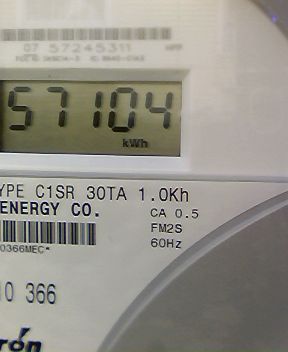 07 57245311
57104
kWh
YPE C1SR 30TA 1.0Kh
ENERGY CO.
CA 0.5
FM2S
60Hz
0366MEC*
10 366
rón